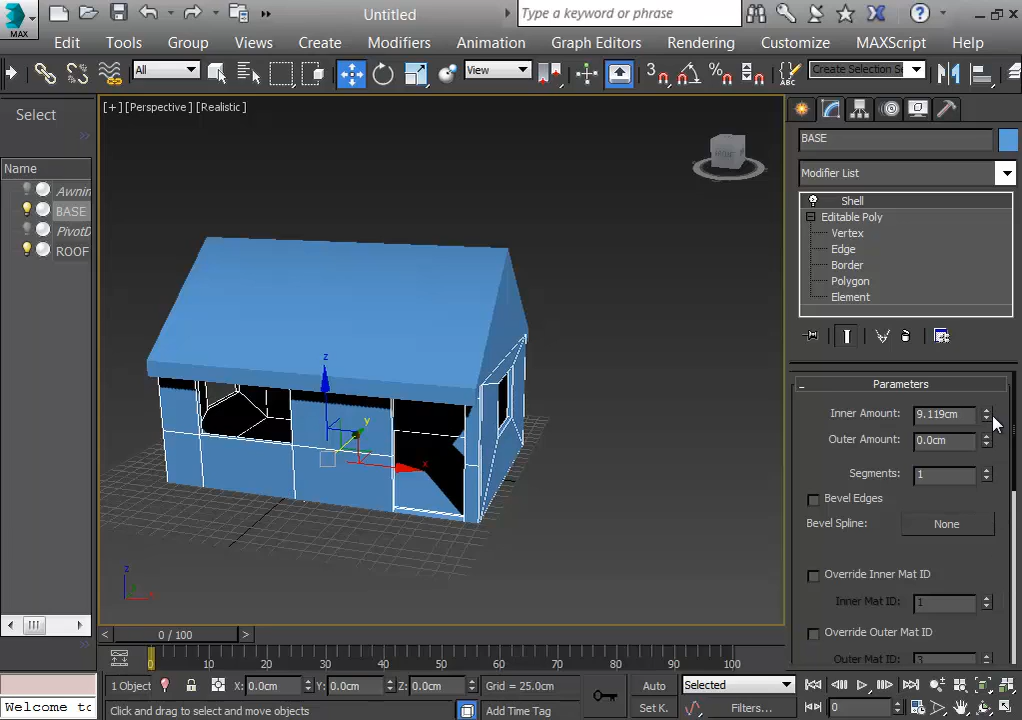 Untitled
Type a keyword or phrase
MAX
Edit Tools Group Views Create Modifiers Animation Graph Editors Rendering Customize MAXScript Help
All
View
Create Selection Se
Select
[+] [Perspective ] [Realistic ]
BASE
Modifier List
Name
Awnin
BASE
PivotD
ROOF
Shell
Editable Poly
Vertex
Edge
Border
Polygon
Element
Parameters
Inner Amount: 9.119cm
Outer Amount: 0.0cm
Segments: 1
Bevel Edges
Bevel Spline: None
Override Inner Mat ID
Inner Mat ID: 1
Override Outer Mat ID
Outer Mat ID: 3
z
y
x
z
0 / 100
0 10 20 30 40 50 60 70 80 90 100
1 Object X: 0.0cm Y: 0.0cm Z: 0.0cm Grid = 25.0cm Auto Selected
Welcome to Click and drag to select and move objects Add Time Tag Set K. Filters... 0